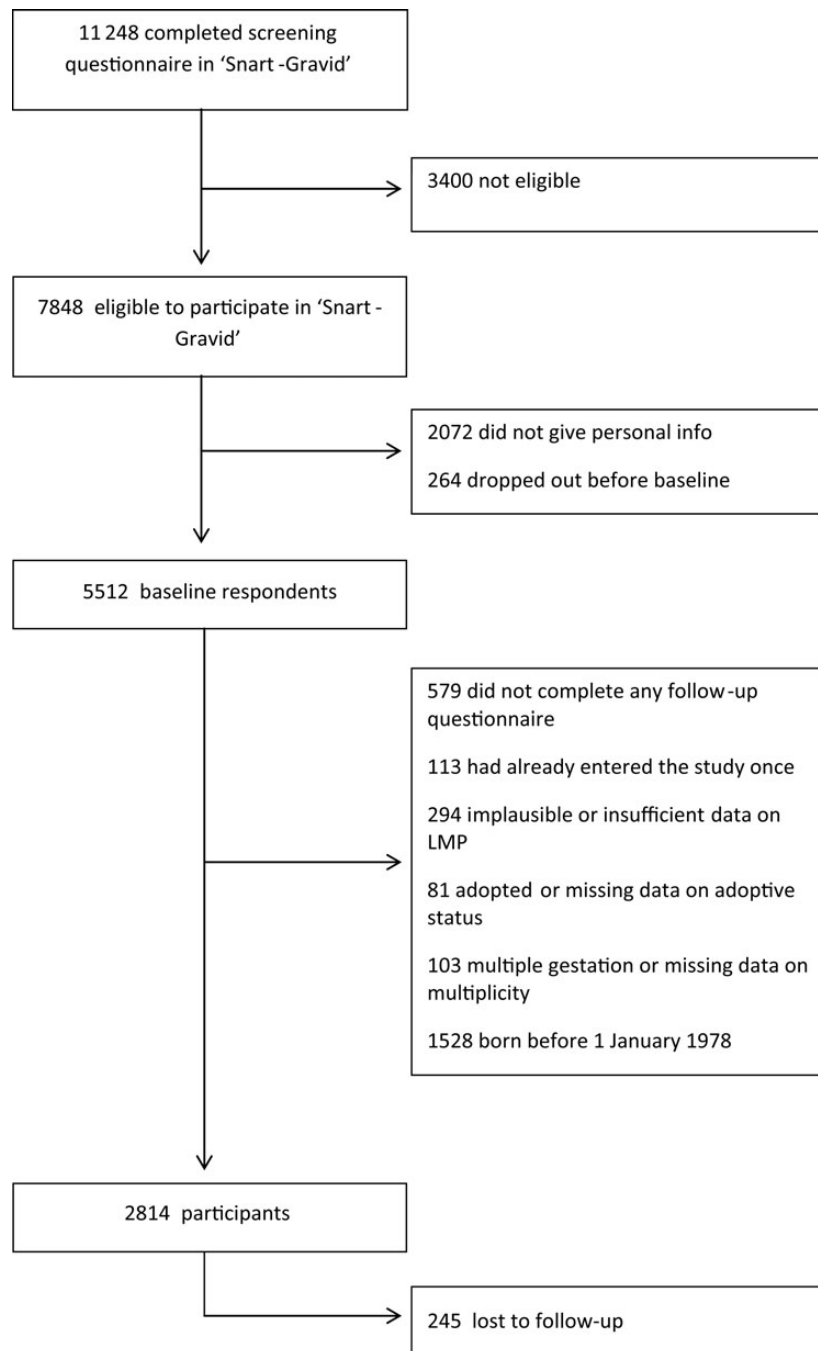 11 248 completed screening
questionnaire in ‘Snart -Gravid’
3400 not eligible
7848 eligible to participate in ‘Snart -
Gravid’
2072 did not give personal info
264 dropped out before baseline
5512 baseline respondents
579 did not complete any follow-up
questionnaire
113 had already entered the study once
294 implausible or insufficient data on
LMP
81 adopted or missing data on adoptive
status
103 multiple gestation or missing data on
multiplicity
1528 born before 1 January 1978
2814 participants
245 lost to follow-up